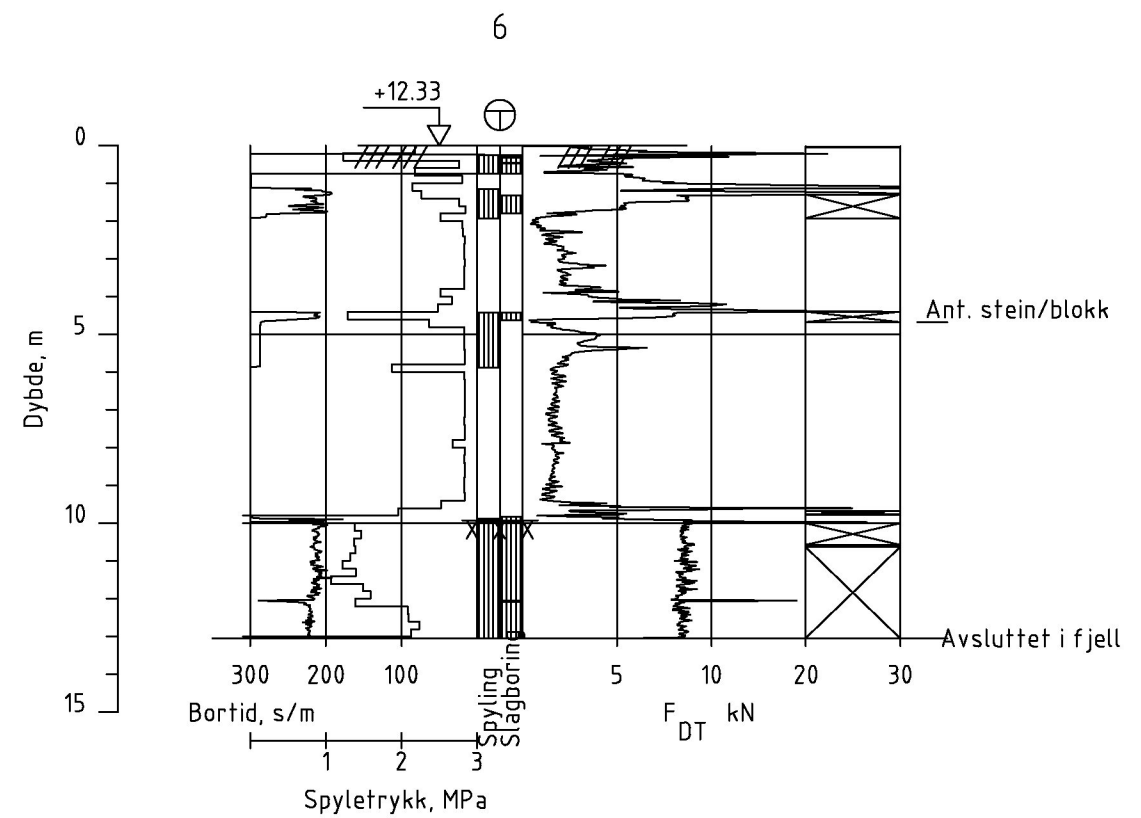 6
+12.33
0
5
10
15
Dybde, m
Ant. stein/blokk
Avsluttet i fjell
300 200 100
5 10 20 30
Bortid, s/m
Spyling
Slagboring
F DT kN
1 2 3
Spyletrykk, MPa